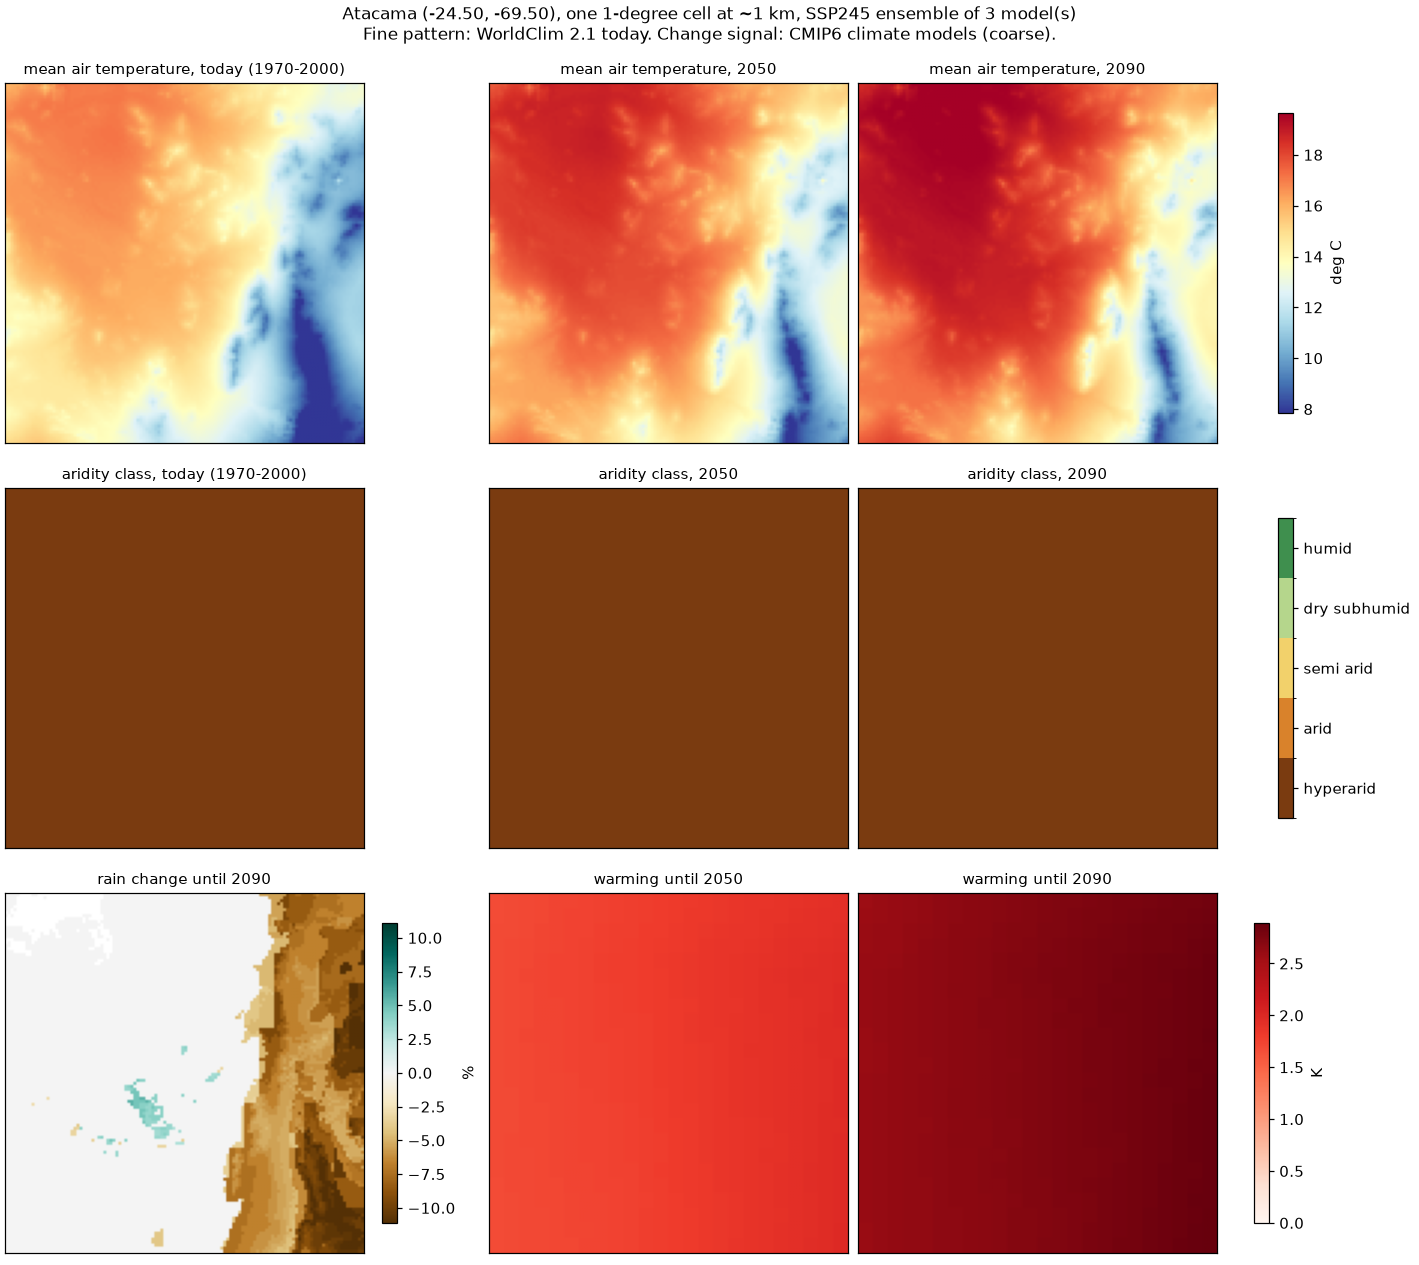 Atacama (-24.50, -69.50), one 1-degree cell at ~1 km, SSP245 ensemble of 3 model(s)
Fine pattern: WorldClim 2.1 today. Change signal: CMIP6 climate models (coarse).
mean air temperature, today (1970-2000)
mean air temperature, 2050
mean air temperature, 2090
18
16
14
12
10
8
deg C
aridity class, today (1970-2000)
aridity class, 2050
aridity class, 2090
humid
dry subhumid
semi arid
arid
hyperarid
rain change until 2090
10.0
7.5
5.0
2.5
0.0
−2.5
−5.0
−7.5
−10.0
%
warming until 2050
warming until 2090
2.5
2.0
1.5
1.0
0.5
0.0
K